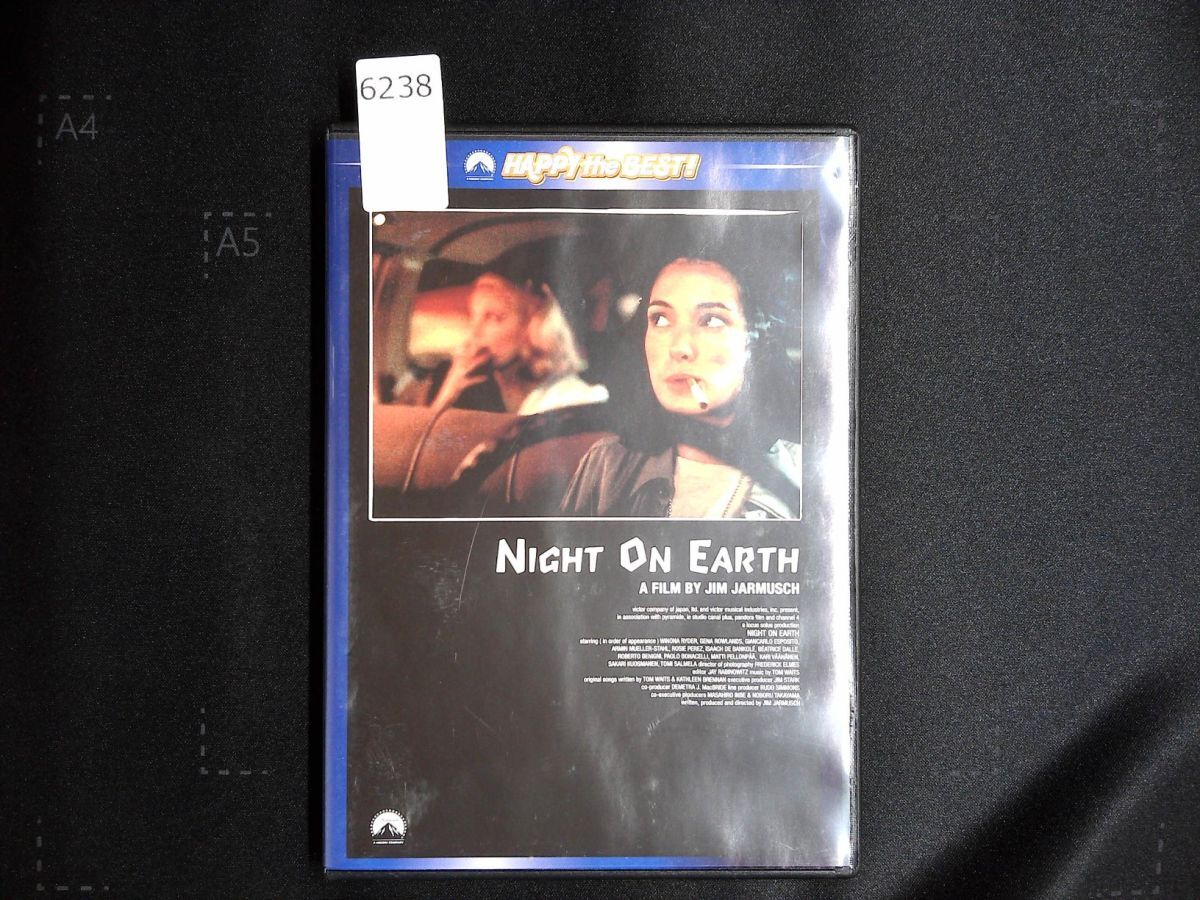 6238
A4
HAPPY the BEST!
A5
NIGHT ON EARTH
A FILM BY JIM JARMUSCH
victor company of japan, ltd. and victor musical industries, inc. present,
in association with pyramide, le studio canal plus, pandora film and channel 4
a locus solus production
NIGHT ON EARTH
starring ( in order of appearance ) WINONA RYDER, GENA ROWLANDS, GIANCARLO ESPOSITO,
ARMIN MUELLER-STAHL, ROSIE PEREZ, ISAACH DE BANKOLÉ, BÉATRICE DALLE,
ROBERTO BENIGNI, PAOLO BONACELLI, MATTI PELLONPÄÄ, KARI VÄÄNÄNEN,
SAKARI KUOSMANEN, TOMI SALMELA director of photography FREDERICK ELMES
editor JAY RABINOWITZ music by TOM WAITS
original songs written by TOM WAITS & KATHLEEN BRENNAN executive producer JIM STARK
co-producer DEMETRA J. MacBRIDE line producer RUDD SIMMONS
co-executive producers MASAHIRO INBE & NOBORU TAKAYAMA
written, produced and directed by JIM JARMUSCH